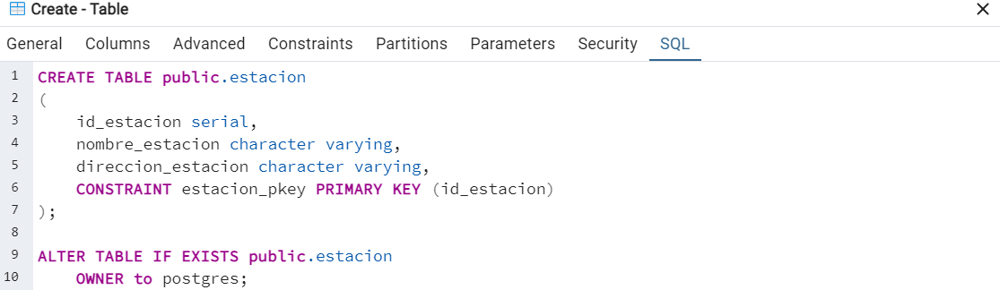 Create - Table
General Columns Advanced Constraints Partitions Parameters Security SQL
1 CREATE TABLE public.estacion
2 (
3 id_estacion serial,
4 nombre_estacion character varying,
5 direccion_estacion character varying,
6 CONSTRAINT estacion_pkey PRIMARY KEY (id_estacion)
7 );
8
9 ALTER TABLE IF EXISTS public.estacion
10 OWNER to postgres;